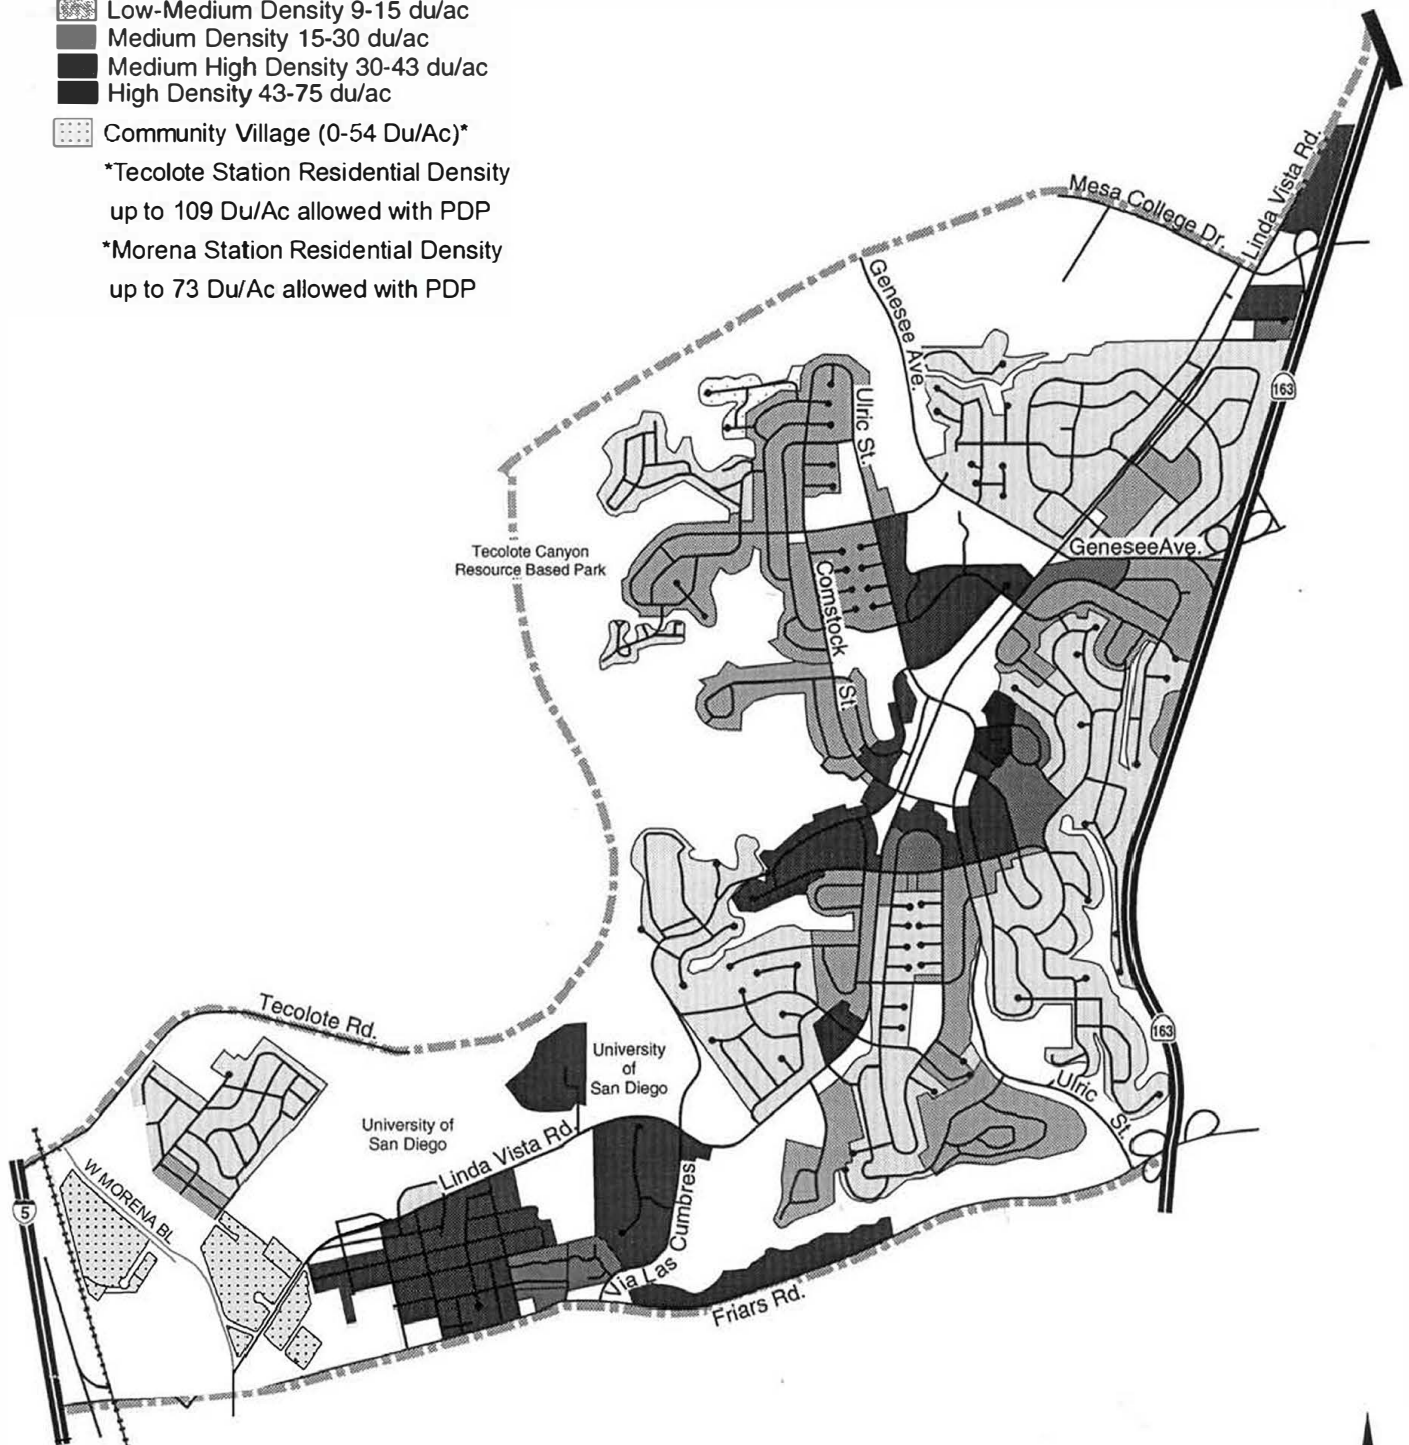 Low-Medium Density 9-15 du/ac
Medium Density 15-30 du/ac
Medium High Density 30-43 du/ac
High Density 43-75 du/ac
Community Village (0-54 Du/Ac)*
*Tecolote Station Residential Density
up to 109 Du/Ac allowed with PDP
*Morena Station Residential Density
up to 73 Du/Ac allowed with PDP
Mesa College Dr.
Linda Vista Rd.
Genesee Ave.
163
Ulric St.
Tecolote Canyon
Resource Based Park
GeneseeAve.
Comstock
St.
Tecolote Rd.
163
University
of
San Diego
Ulric
St.
University of
San Diego
Linda Vista Rd.
W MORENA BL
5
Via Las Cumbres
Friars Rd.